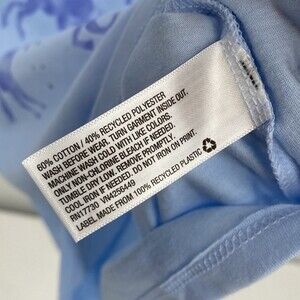 60% COTTON / 40% RECYCLED POLYESTER
WASH BEFORE WEAR. TURN GARMENT INSIDE OUT.
MACHINE WASH COLD WITH LIKE COLORS.
ONLY NON-CHLORINE BLEACH IF NEEDED.
TUMBLE DRY LOW. REMOVE PROMPTLY.
COOL IRON IF NEEDED. DO NOT IRON ON PRINT.
RN17730 VN4256449
LABEL MADE FROM 100% RECYCLED PLASTIC